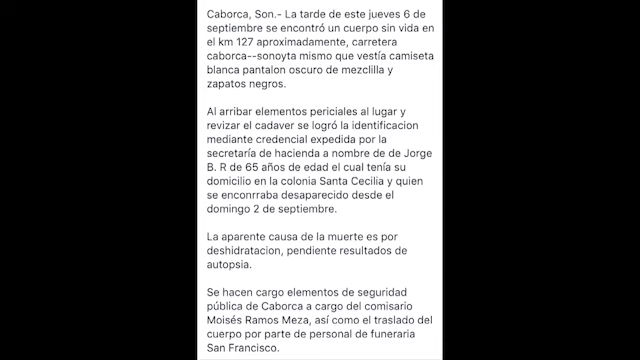 Caborca, Son.- La tarde de este jueves 6 de
septiembre se encontró un cuerpo sin vida en
el km 127 aproximadamente, carretera
caborca--sonoyta mismo que vestía camiseta
blanca pantalon oscuro de mezclilla y
zapatos negros.
Al arribar elementos periciales al lugar y
revizar el cadaver se logró la identificacion
mediante credencial expedida por la
secretaría de hacienda a nombre de de Jorge
B. R de 65 años de edad el cual tenía su
domicilio en la colonia Santa Cecilia y quien
se enconrraba desaparecido desde el
domingo 2 de septiembre.
La aparente causa de la muerte es por
deshidratacion, pendiente resultados de
autopsia.
Se hacen cargo elementos de seguridad
pública de Caborca a cargo del comisario
Moisés Ramos Meza, así como el traslado del
cuerpo por parte de personal de funeraria
San Francisco.